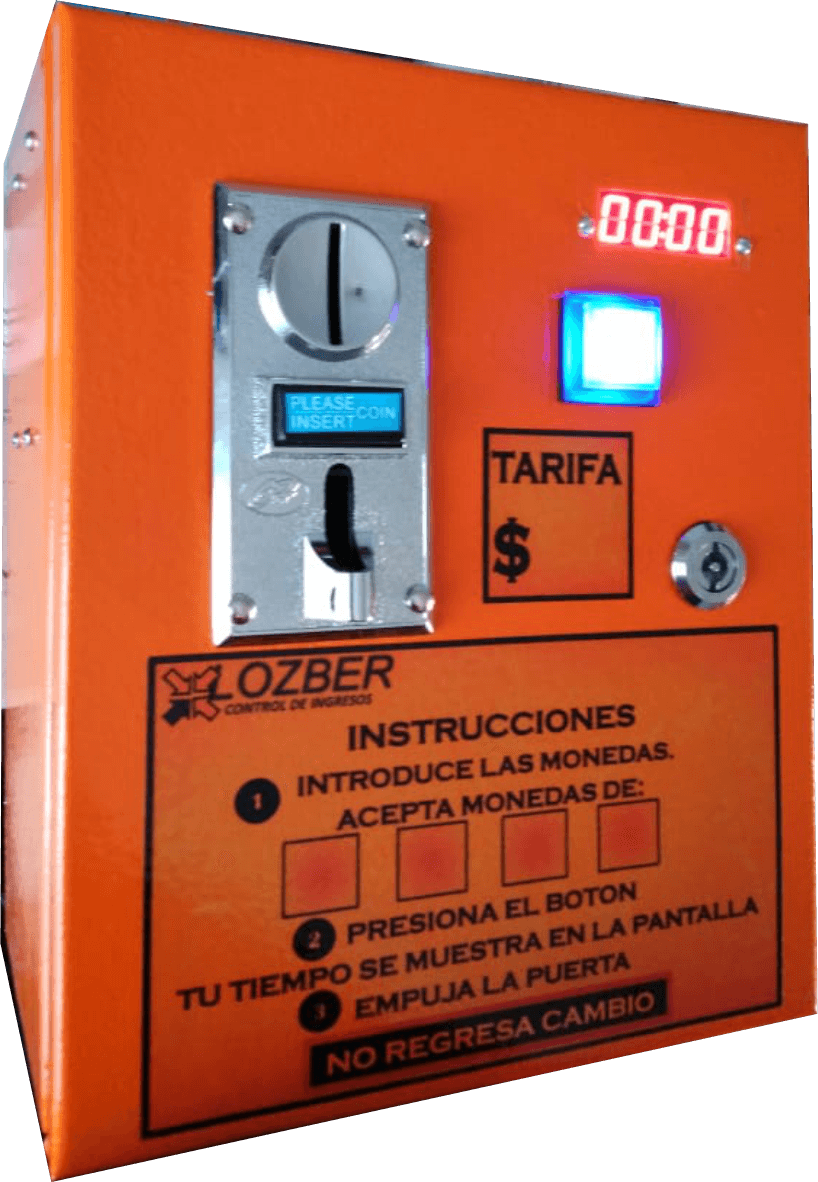 00:00
PLEASE
INSERT COIN
TARIFA
$
LOZBER
CONTROL DE INGRESOS
INSTRUCCIONES
1 INTRODUCE LAS MONEDAS.
ACEPTA MONEDAS DE:
2 PRESIONA EL BOTON
TU TIEMPO SE MUESTRA EN LA PANTALLA
3 EMPUJA LA PUERTA
NO REGRESA CAMBIO